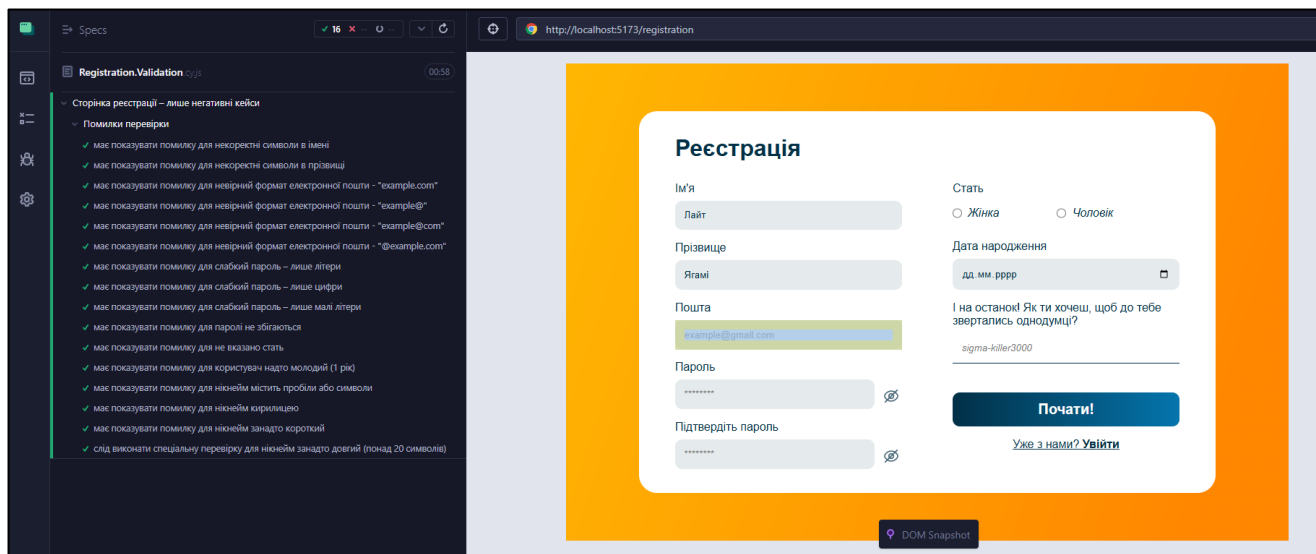 Specs
16
--
--
http://localhost:5173/registration
Registration.Validation.cy.js
00:58
Сторінка реєстрації – лише негативні кейси
Помилки перевірки
має показувати помилку для некоректні символи в імені
має показувати помилку для некоректні символи в прізвищі
має показувати помилку для невірний формат електронної пошти - "example.com"
має показувати помилку для невірний формат електронної пошти - "example@"
має показувати помилку для невірний формат електронної пошти - "example@com"
має показувати помилку для невірний формат електронної пошти - "@example.com"
має показувати помилку для слабкий пароль – лише літери
має показувати помилку для слабкий пароль – лише цифри
має показувати помилку для слабкий пароль – лише малі літери
має показувати помилку для паролі не збігаються
має показувати помилку для не вказано стать
має показувати помилку для користувач надто молодий (1 рік)
має показувати помилку для нікнейм містить пробіли або символи
має показувати помилку для нікнейм кирилицею
має показувати помилку для нікнейм занадто короткий
слід виконати спеціальну перевірку для нікнейм занадто довгий (понад 20 символів)
Реєстрація
Ім'я
Лайт
Прізвище
Ягамі
Пошта
example@gmail.com
Пароль
********
Підтвердіть пароль
********
Стать
Жінка
Чоловік
Дата народження
дд.мм.рррр
І на останок! Як ти хочеш, щоб до тебе
звертались однодумці?
sigma-killer3000
Почати!
Уже з нами? Увійти
DOM Snapshot